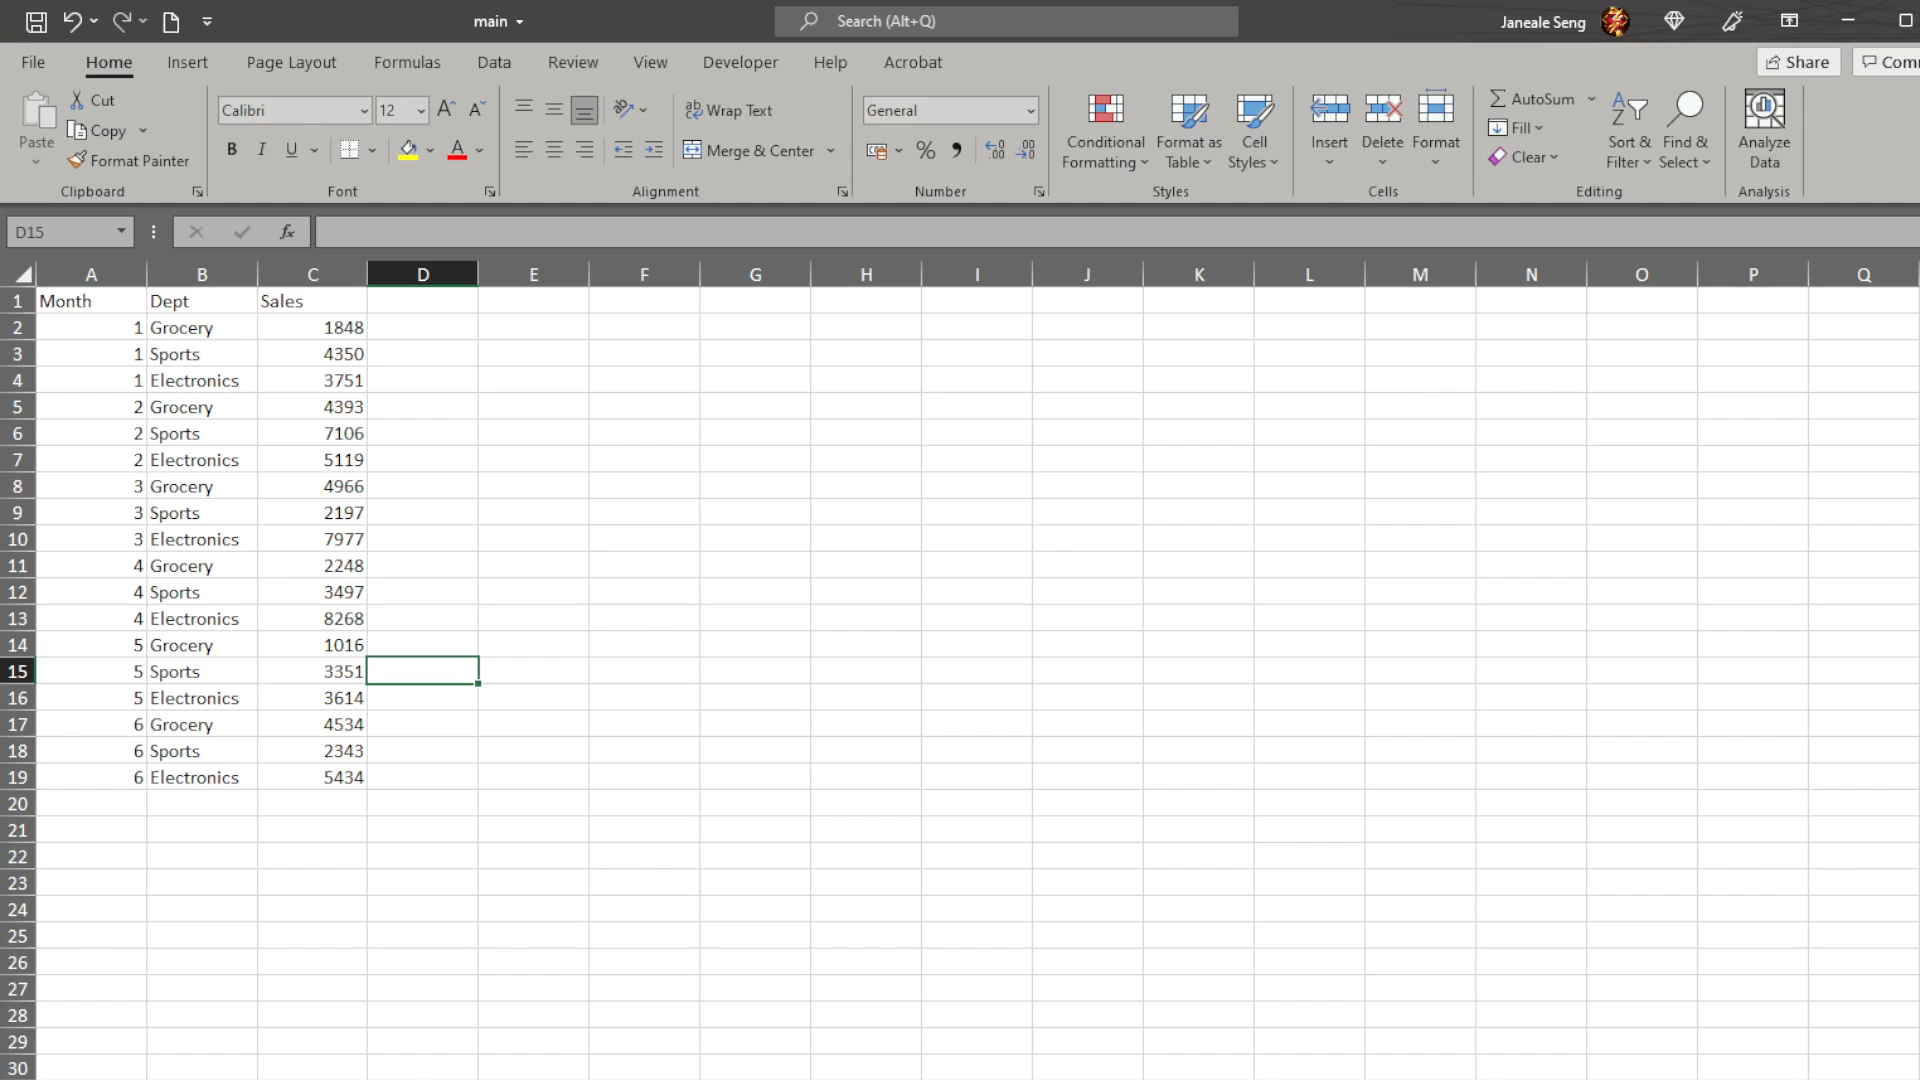 main
Search (Alt+Q)
Janeale Seng
File Home Insert Page Layout Formulas Data Review View Developer Help Acrobat Share
Paste
Cut
Copy
Format Painter
Clipboard
Calibri 12
B I U A
Font
Wrap Text
Merge & Center
Alignment
General
Number
Conditional Formatting
Format as Table
Cell Styles
Styles
Insert Delete Format
Cells
AutoSum
Fill
Clear
Sort & Filter
Find & Select
Editing
Analyze Data
Analysis
D15 fx
A B C D E F G H I J K L M N O P Q
1 Month Dept Sales
2 1 Grocery 1848
3 1 Sports 4350
4 1 Electronics 3751
5 2 Grocery 4393
6 2 Sports 7106
7 2 Electronics 5119
8 3 Grocery 4966
9 3 Sports 2197
10 3 Electronics 7977
11 4 Grocery 2248
12 4 Sports 3497
13 4 Electronics 8268
14 5 Grocery 1016
15 5 Sports 3351
16 5 Electronics 3614
17 6 Grocery 4534
18 6 Sports 2343
19 6 Electronics 5434
20
21
22
23
24
25
26
27
28
29
30